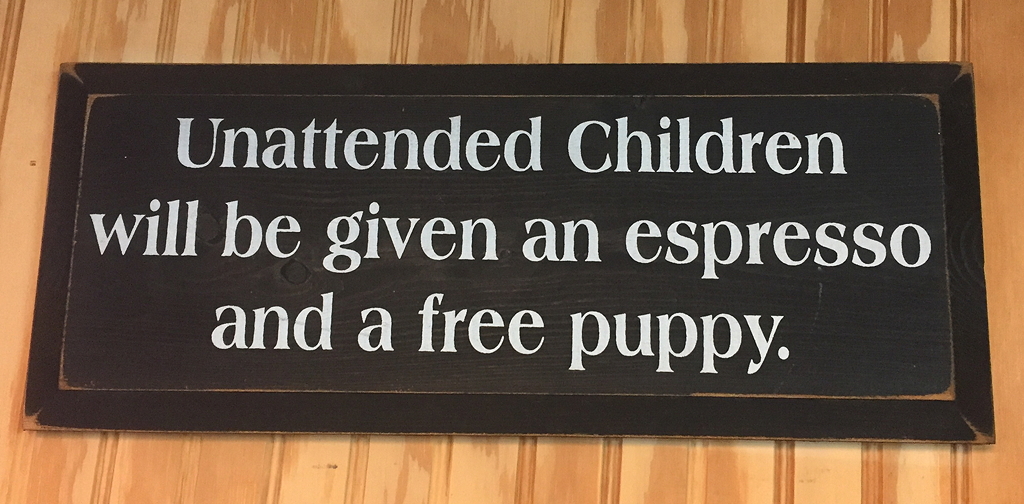 Unattended Children
will be given an espresso
and a free puppy.